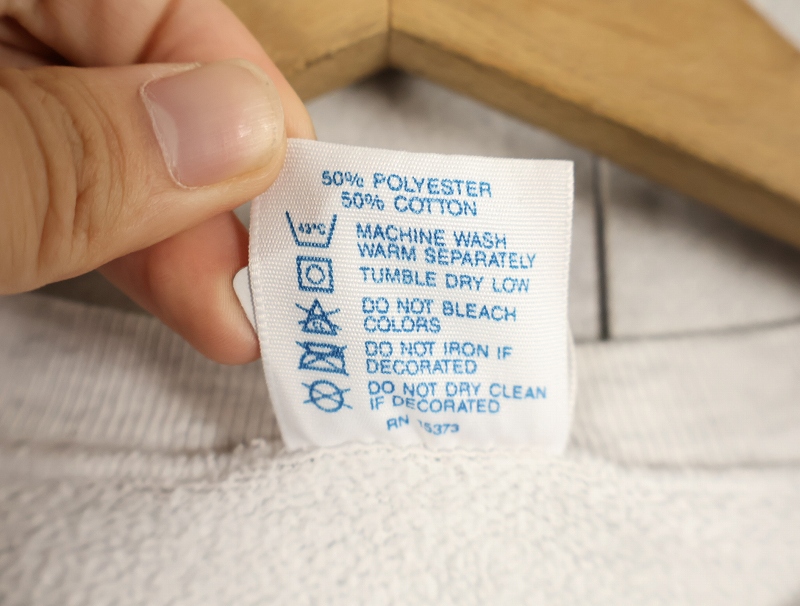 50% POLYESTER
50% COTTON
MACHINE WASH
WARM SEPARATELY
TUMBLE DRY LOW
DO NOT BLEACH
COLORS
DO NOT IRON IF
DECORATED
DO NOT DRY CLEAN
IF DECORATED
RN